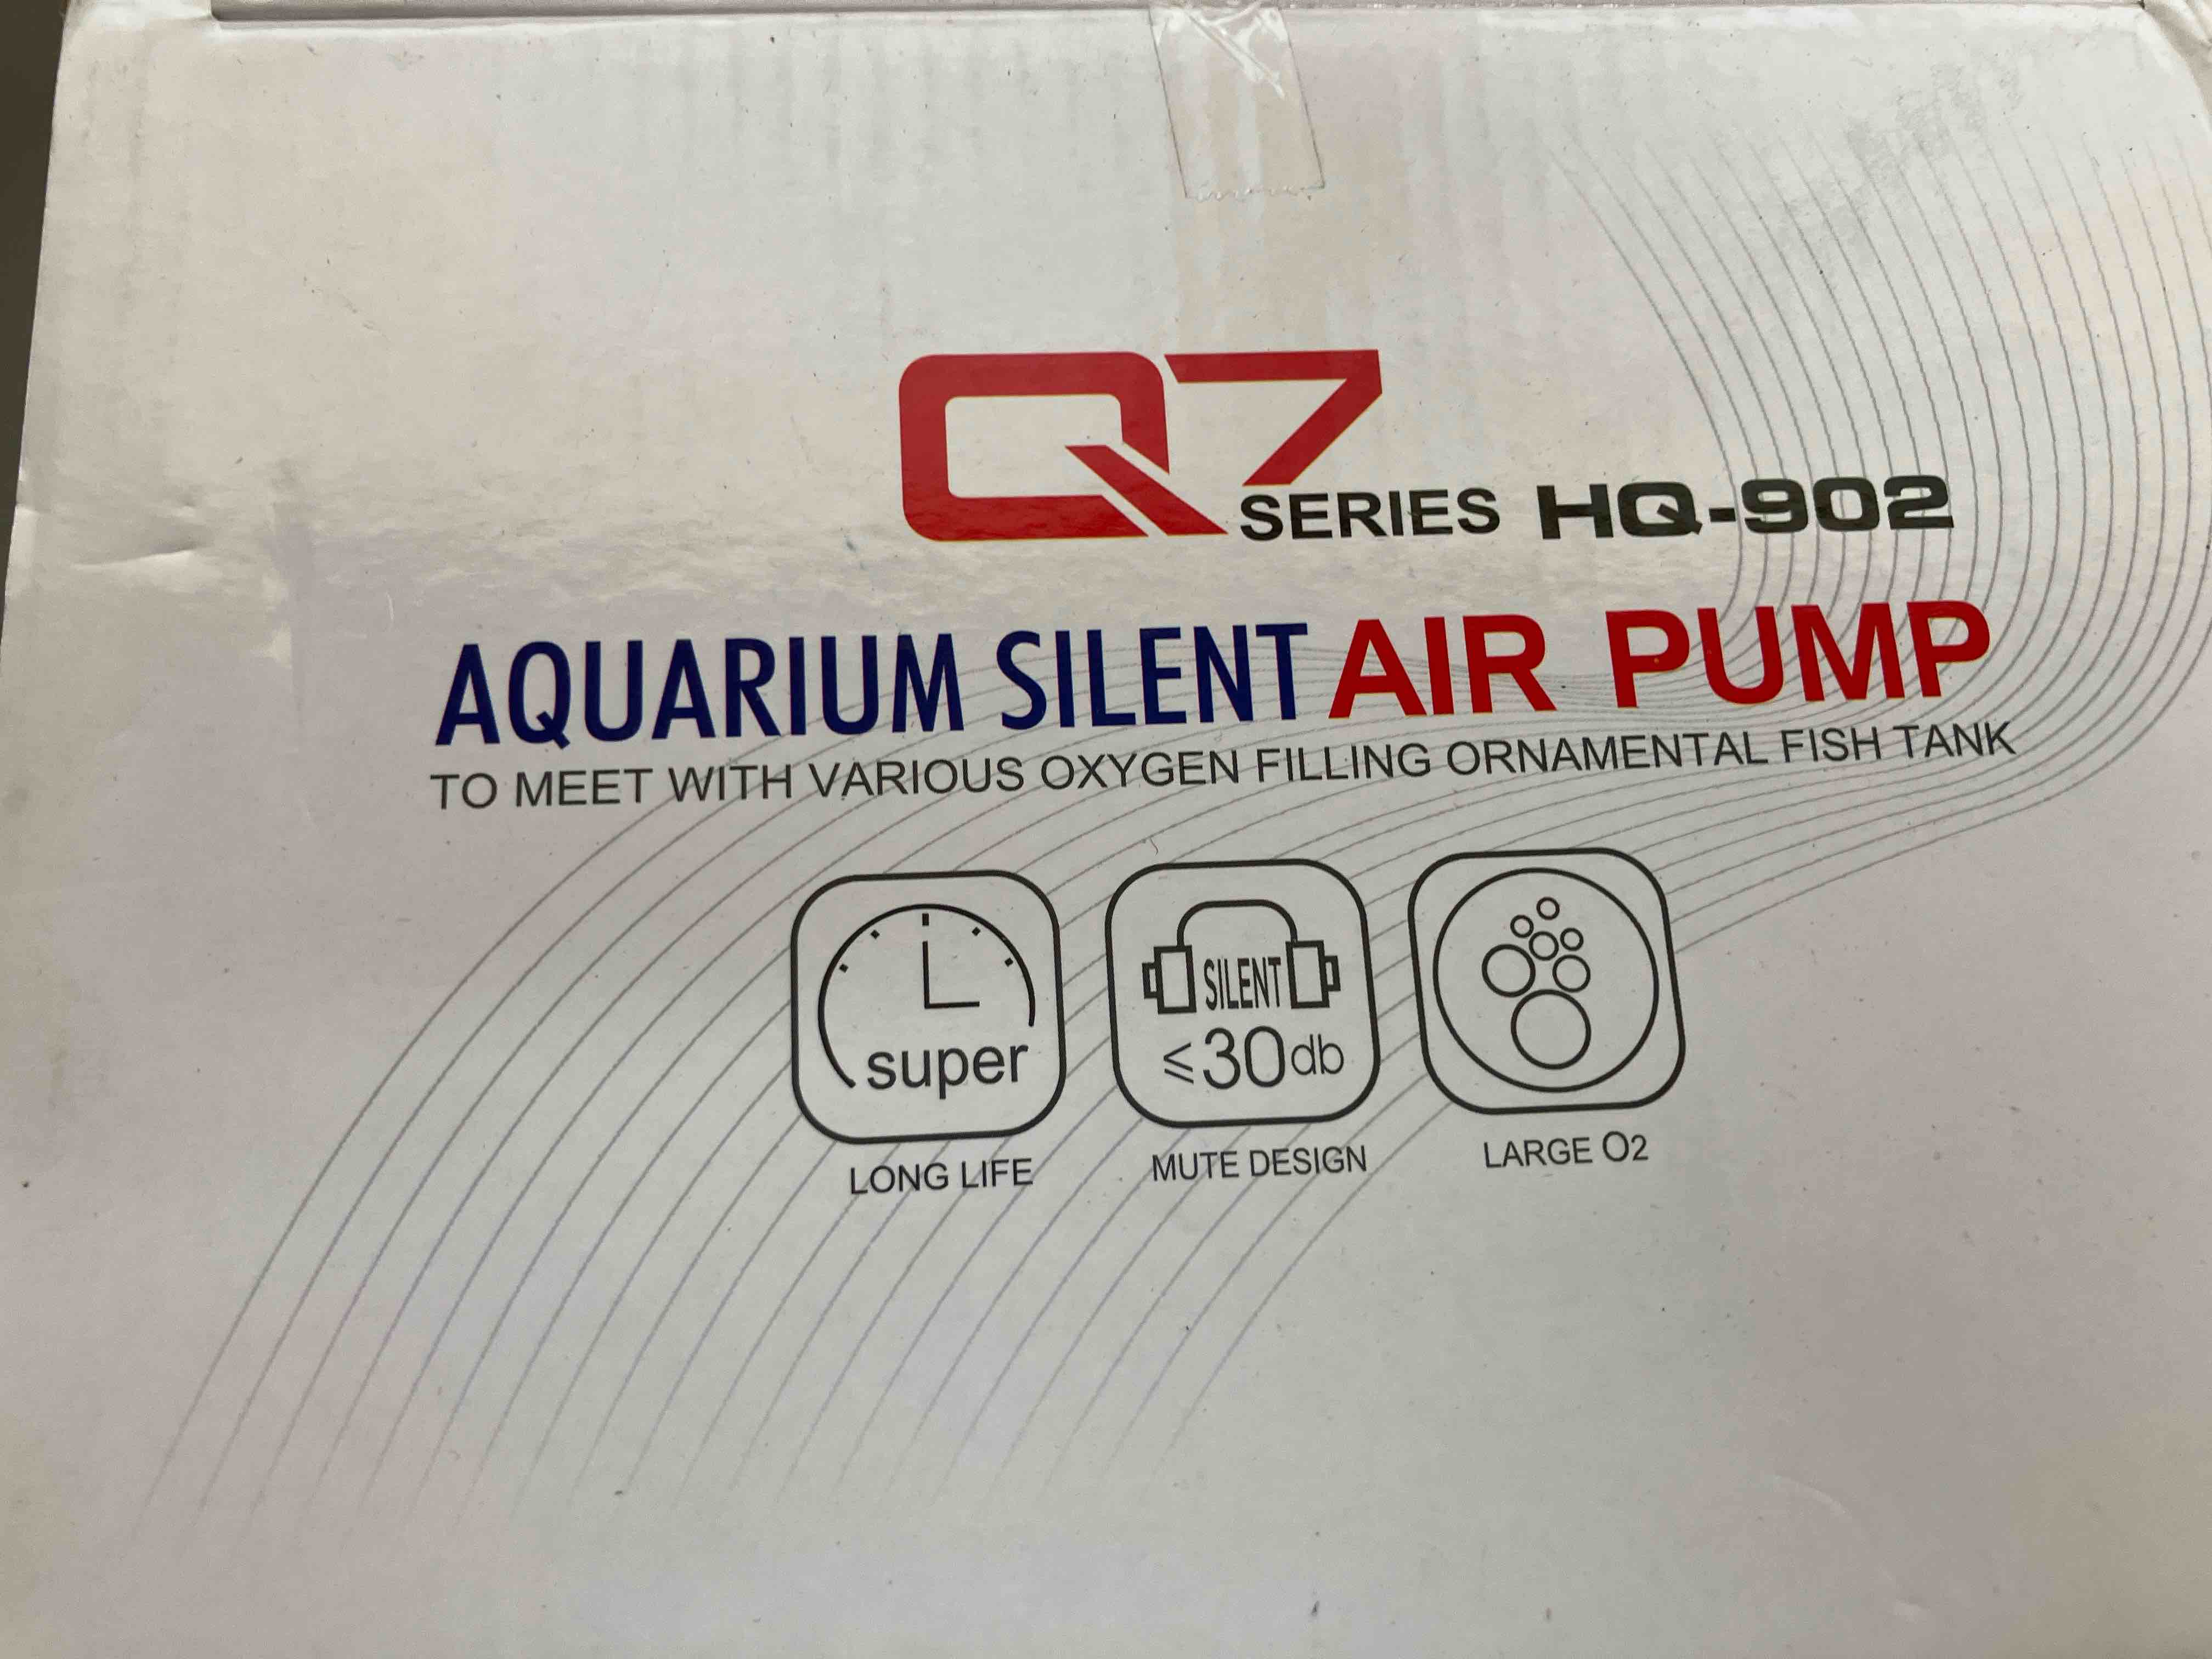 Q7 SERIES HQ-902
AQUARIUM SILENT AIR PUMP
TO MEET WITH VARIOUS OXYGEN FILLING ORNAMENTAL FISH TANK
super
LONG LIFE
SILENT
≤30db
MUTE DESIGN
LARGE O2